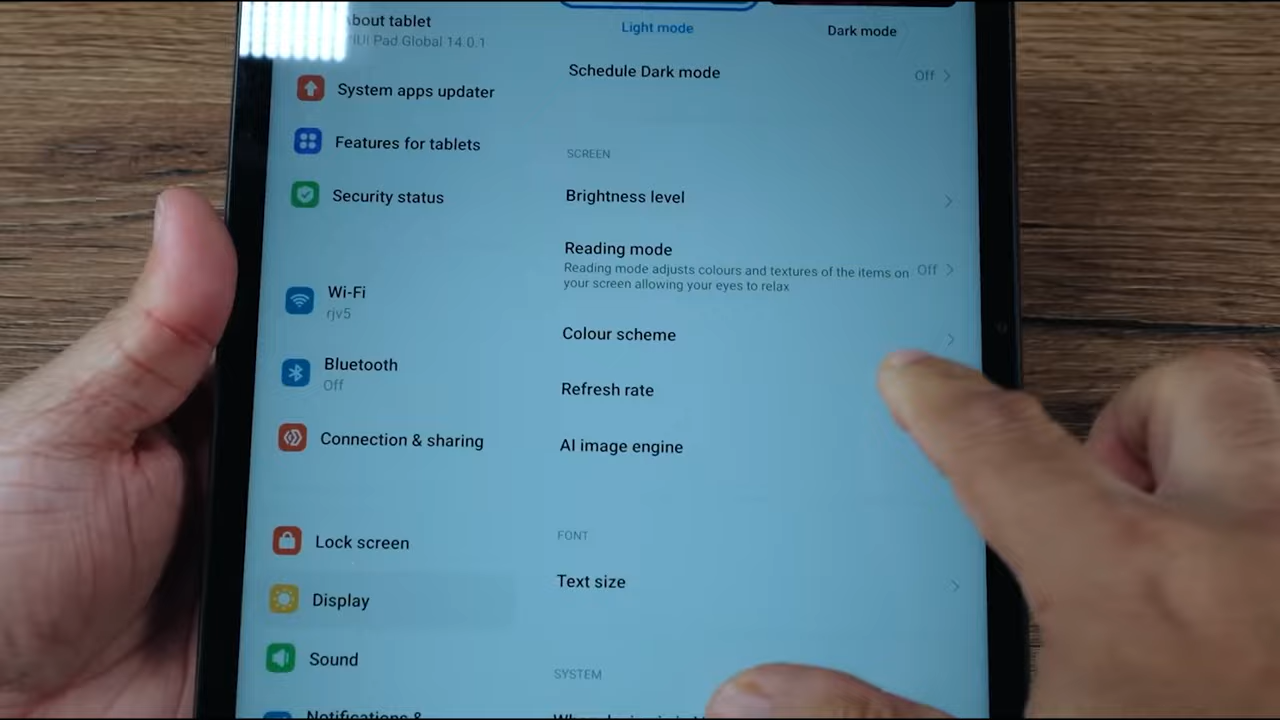 About tablet
MIUI Pad Global 14.0.1
System apps updater
Features for tablets
Security status
Wi-Fi
rjv5
Bluetooth
Off
Connection & sharing
Lock screen
Display
Sound
Notifications &
Light mode
Dark mode
Schedule Dark mode
Off
SCREEN
Brightness level
Reading mode
Reading mode adjusts colours and textures of the items on
your screen allowing your eyes to relax
Off
Colour scheme
Refresh rate
AI image engine
FONT
Text size
SYSTEM